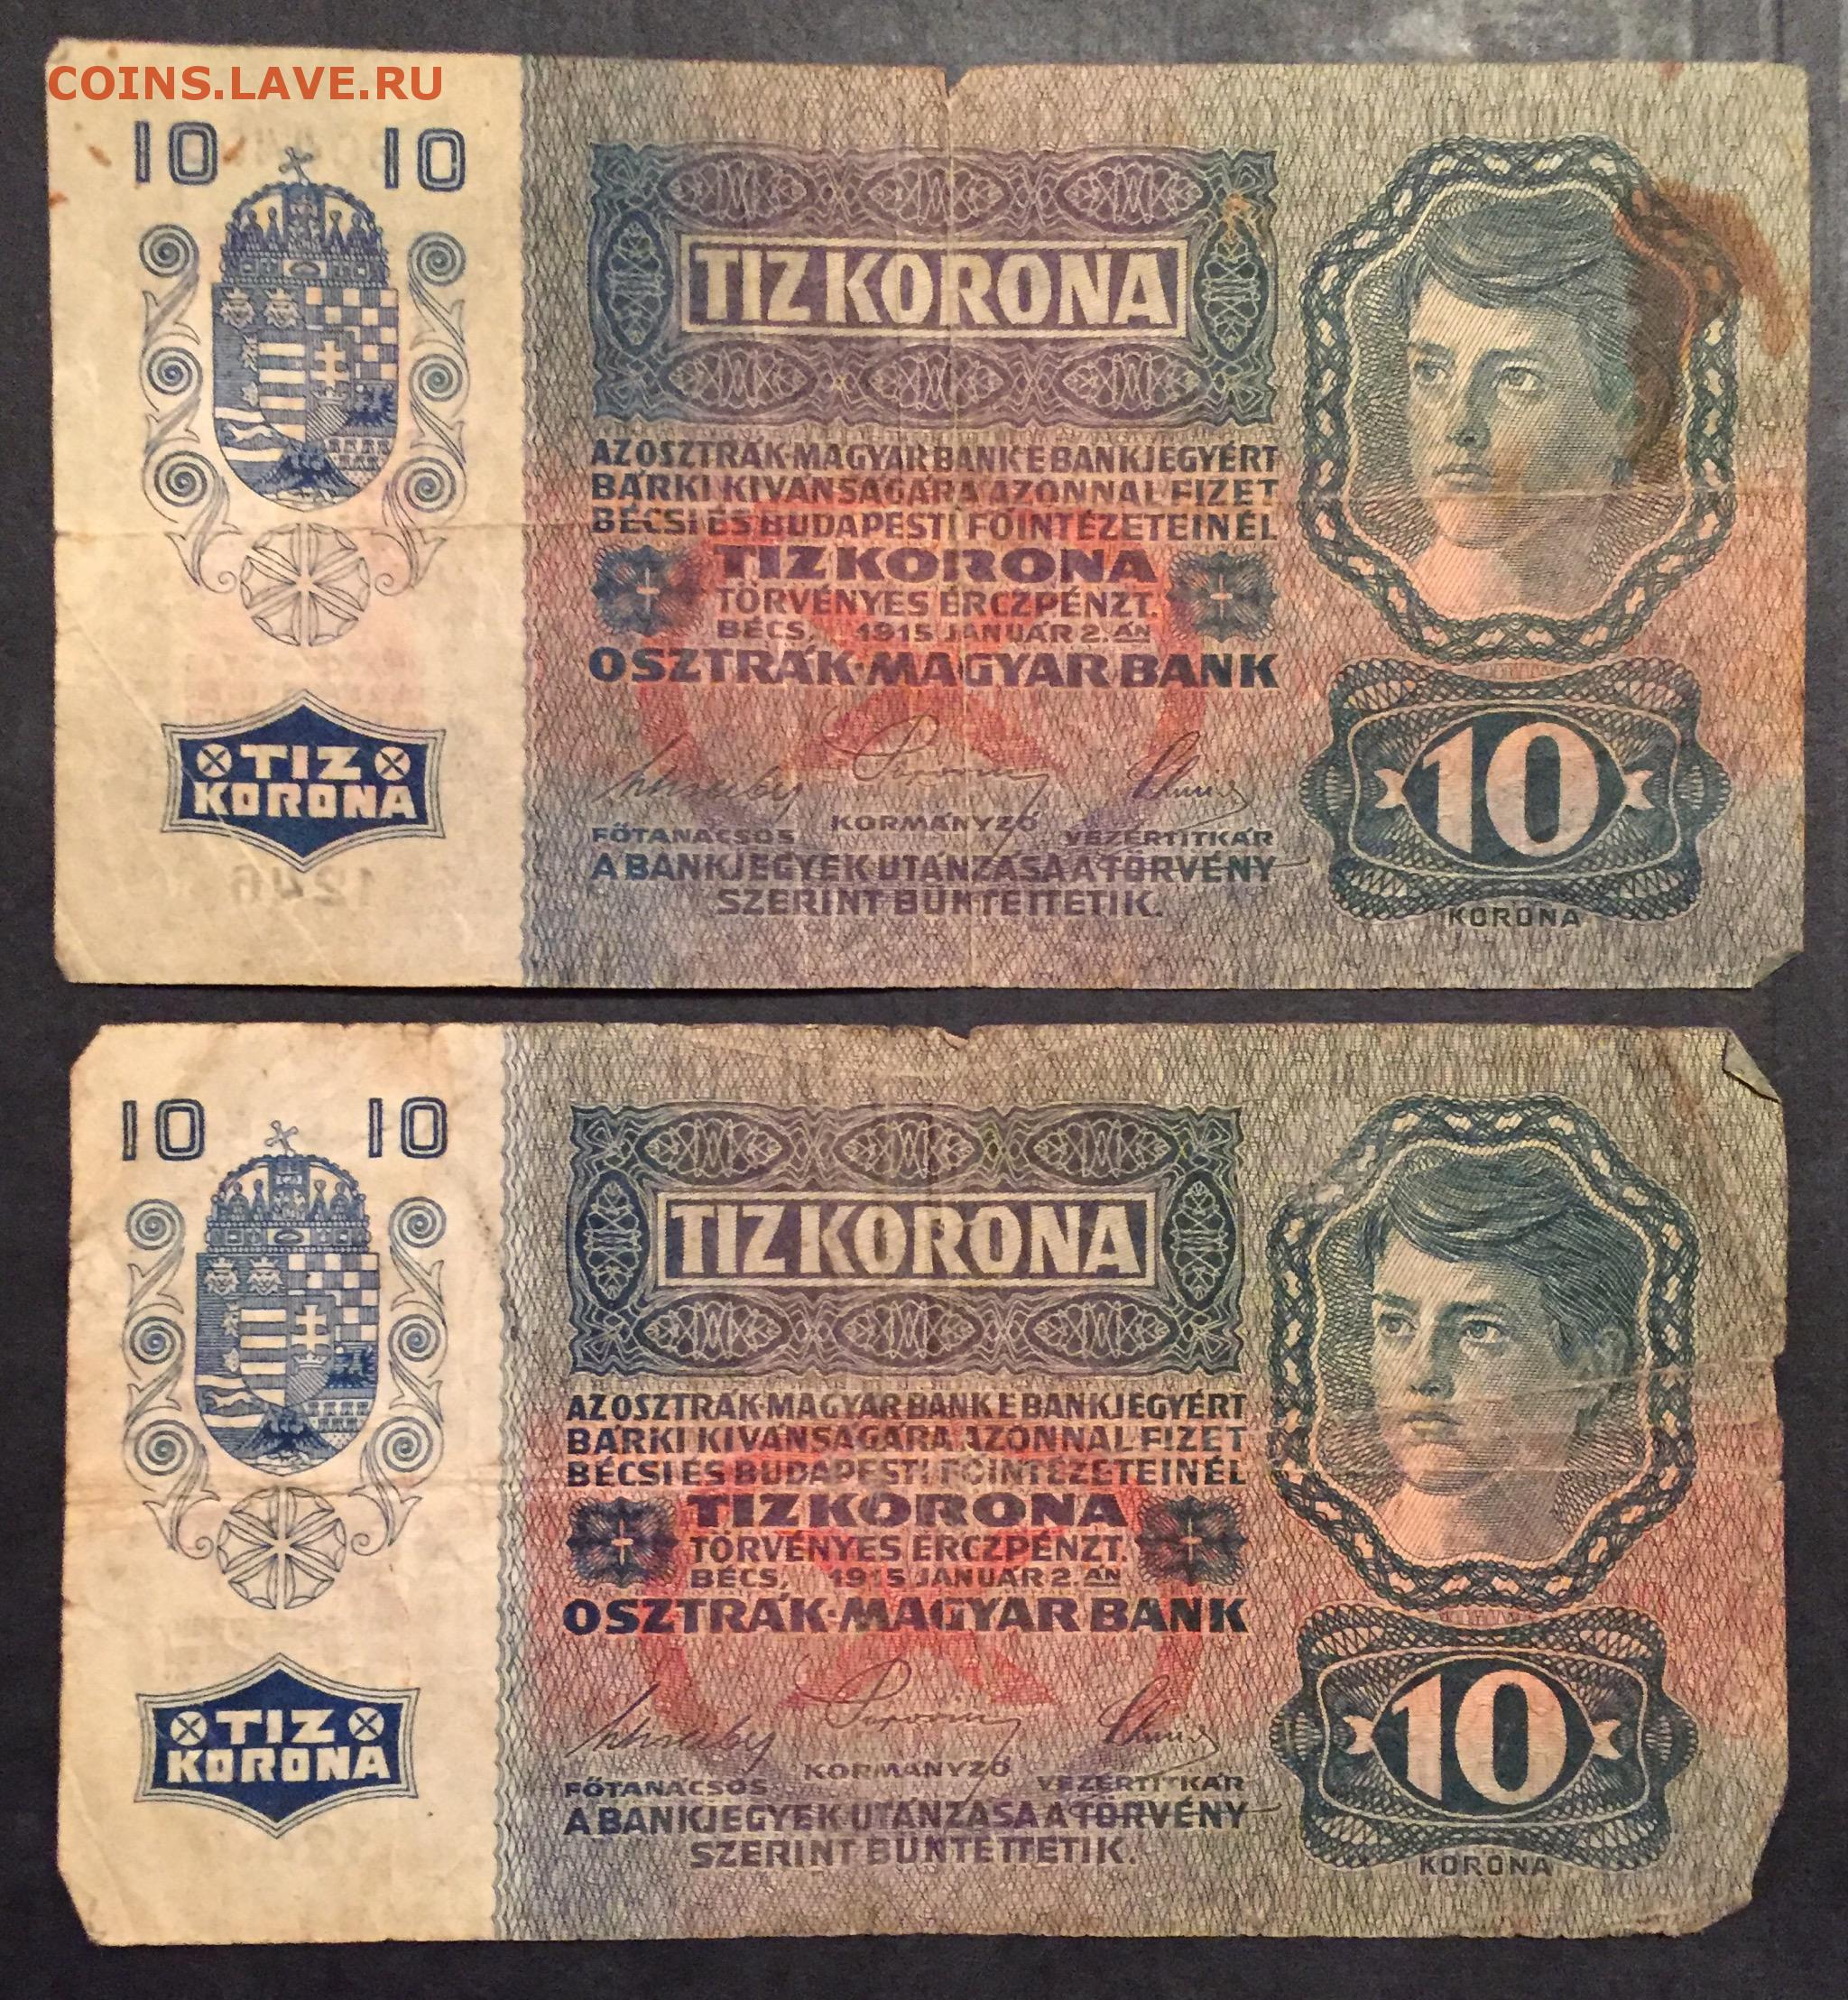 COINS.LAVE.RU
10 10
TIZ KORONA
AZ OSZTRÁK-MAGYAR BANK E BANKJEGYÉRT
BÁRKI KIVÁNSÁGÁRA AZONNAL FIZET
BÉCSI ÉS BUDAPESTI FŐINTÉZETEINÉL
TIZ KORONA
TÖRVÉNYES ÉRCZPÉNZT.
BÉCS, 1915 JANUÁR 2.ÁN
OSZTRÁK-MAGYAR BANK
TIZ
KORONA
FŐTANÁCSOS KORMÁNYZÓ VEZÉRTITKÁR
A BANKJEGYEK UTÁNZÁSA A TÖRVÉNY
SZERINT BÜNTETTETIK.
10
KORONA
1246
10 10
TIZ KORONA
AZ OSZTRÁK-MAGYAR BANK E BANKJEGYÉRT
BÁRKI KIVÁNSÁGÁRA AZONNAL FIZET
BÉCSI ÉS BUDAPESTI FŐINTÉZETEINÉL
TIZ KORONA
TÖRVÉNYES ÉRCZPÉNZT.
BÉCS, 1915 JANUÁR 2.ÁN
OSZTRÁK-MAGYAR BANK
TIZ
KORONA
FŐTANÁCSOS KORMÁNYZÓ VEZÉRTITKÁR
A BANKJEGYEK UTÁNZÁSA A TÖRVÉNY
SZERINT BÜNTETTETIK.
10
KORONA